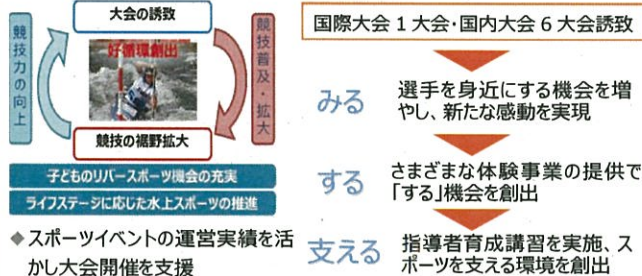 大会の誘致
競技力の向上
好循環創出
競技普及・拡大
競技の裾野拡大
子どものリバースポーツ機会の充実
ライフステージに応じた水上スポーツの推進
◆スポーツイベントの運営実績を活
かし大会開催を支援
国際大会1大会・国内大会6大会誘致
みる
選手を身近にする機会を増
やし、新たな感動を実現
する
さまざまな体験事業の提供で
「する」機会を創出
支える
指導者育成講習を実施、ス
ポーツを支える環境を創出